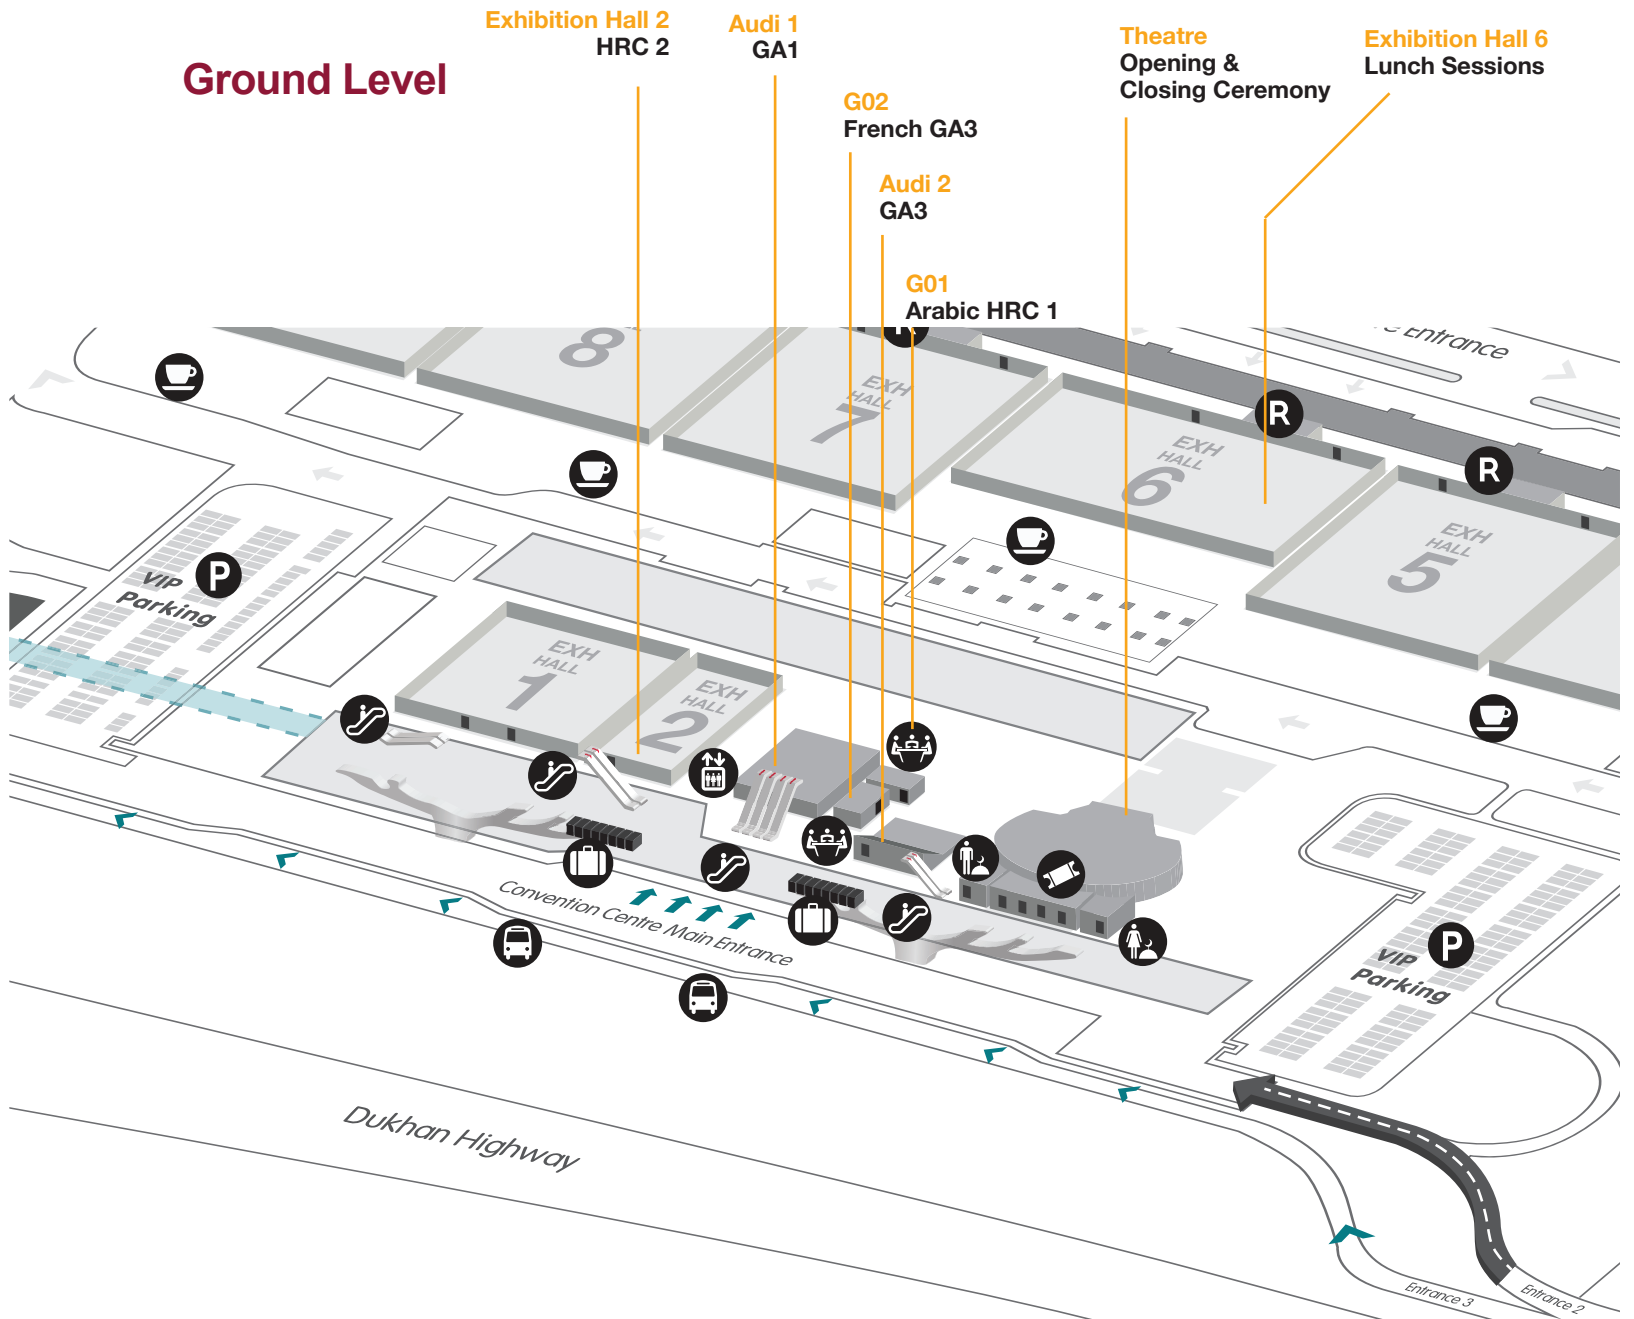 Ground Level
Exhibition Hall 2
HRC 2
Audi 1
GA1
G02
French GA3
Audi 2
GA3
G01
Arabic HRC 1
Theatre
Opening &
Closing Ceremony
Exhibition Hall 6
Lunch Sessions
Entrance
8
EXH
HALL
7
EXH
HALL
6
EXH
HALL
5
R
R
R
VIP
Parking
P
EXH
HALL
1
EXH
HALL
2
Convention Centre Main Entrance
VIP
Parking
P
Dukhan Highway
Entrance 3
Entrance 2